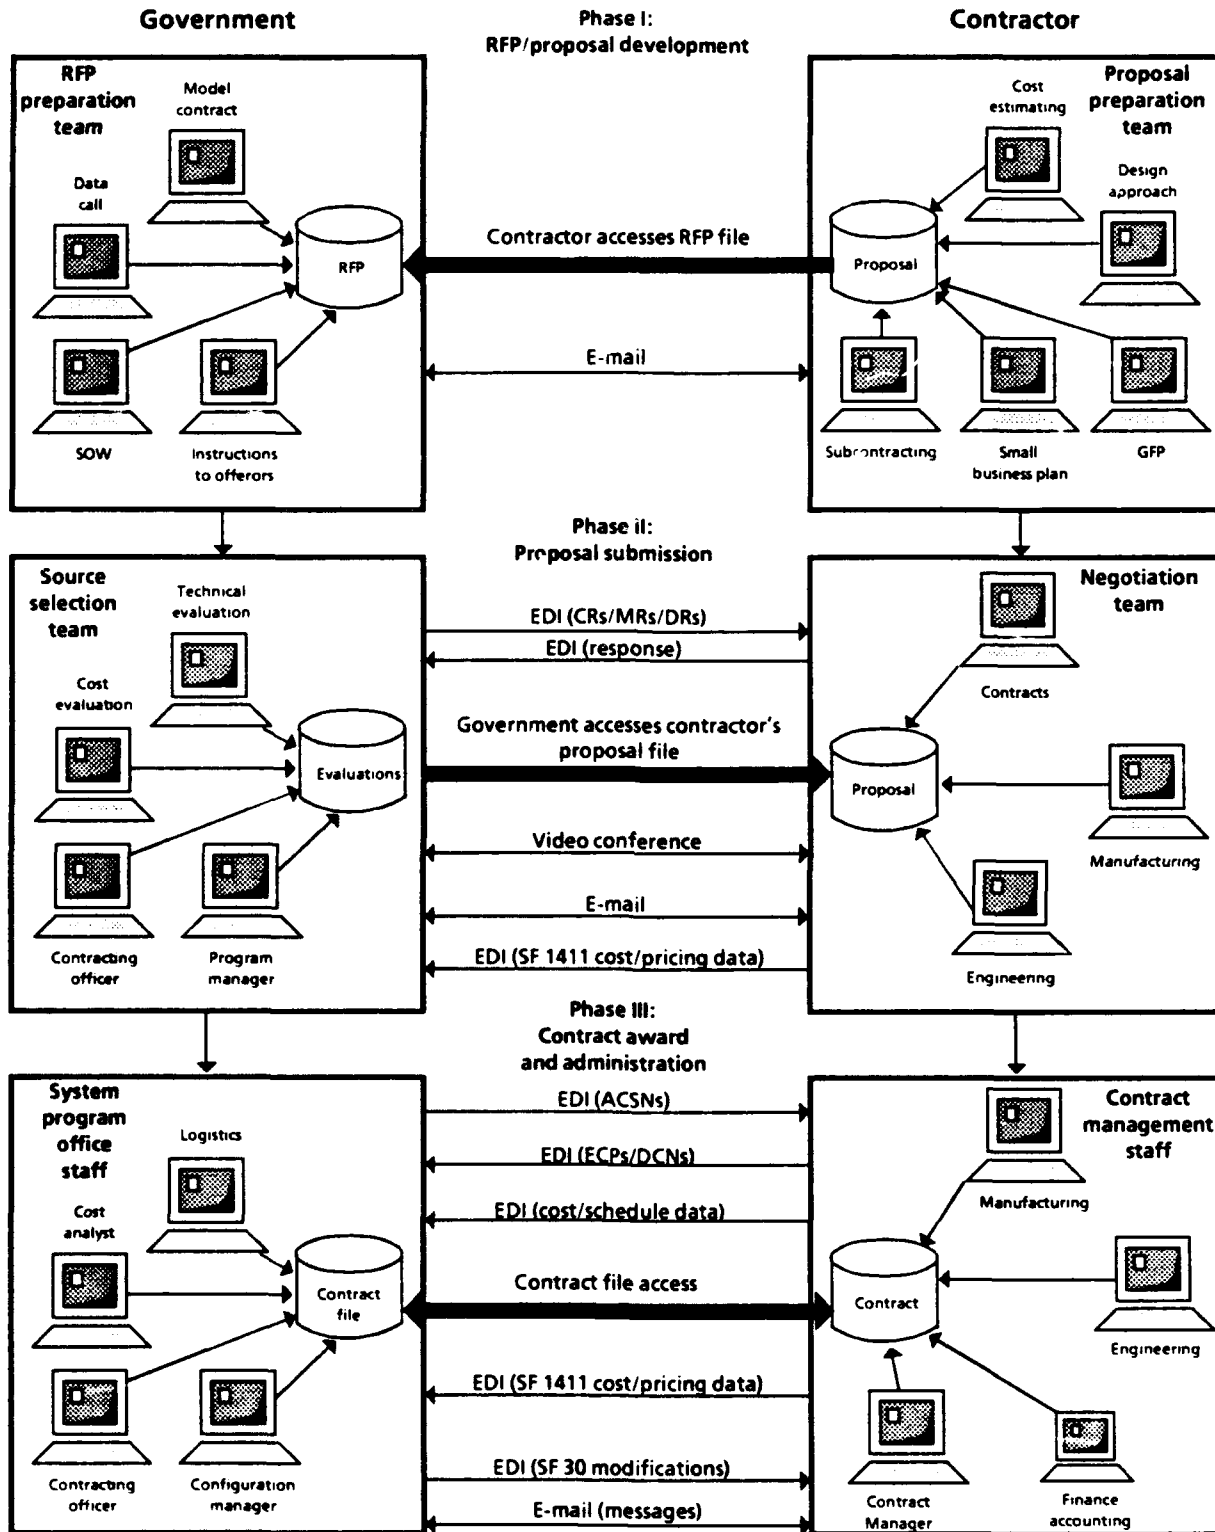 Government
Phase I:
RFP/proposal development
Contractor
RFP
preparation
team
Model
contract
Data
call
RFP
SOW
Instructions
to offerors
Contractor accesses RFP file
E-mail
Cost
estimating
Proposal
preparation
team
Design
approach
Proposal
Subcontracting
Small
business plan
GFP
Phase II:
Proposal submission
Source
selection
team
Technical
evaluation
Cost
evaluation
Evaluations
Contracting
officer
Program
manager
EDI (CRs/MRs/DRs)
EDI (response)
Government accesses contractor's
proposal file
Video conference
E-mail
EDI (SF 1411 cost/pricing data)
Negotiation
team
Contracts
Proposal
Manufacturing
Engineering
Phase III:
Contract award
and administration
System
program
office
staff
Logistics
Cost
analyst
Contract
file
Contracting
officer
Configuration
manager
EDI (ACSNs)
EDI (ECPs/DCNs)
EDI (cost/schedule data)
Contract file access
EDI (SF 1411 cost/pricing data)
EDI (SF 30 modifications)
E-mail (messages)
Contract
management
staff
Manufacturing
Contract
Engineering
Contract
Manager
Finance
accounting